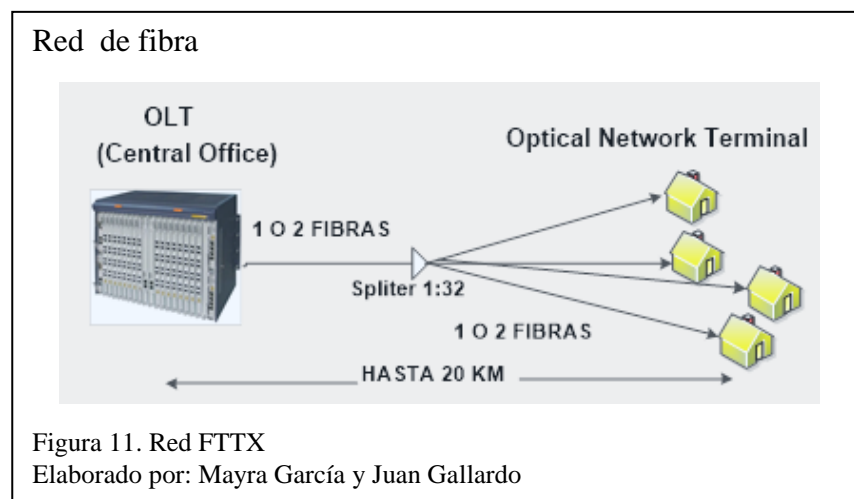 Red de fibra
OLT
(Central Office)
Optical Network Terminal
1 O 2 FIBRAS
Spliter 1:32
1 O 2 FIBRAS
HASTA 20 KM
Figura 11. Red FTTX
Elaborado por: Mayra García y Juan Gallardo